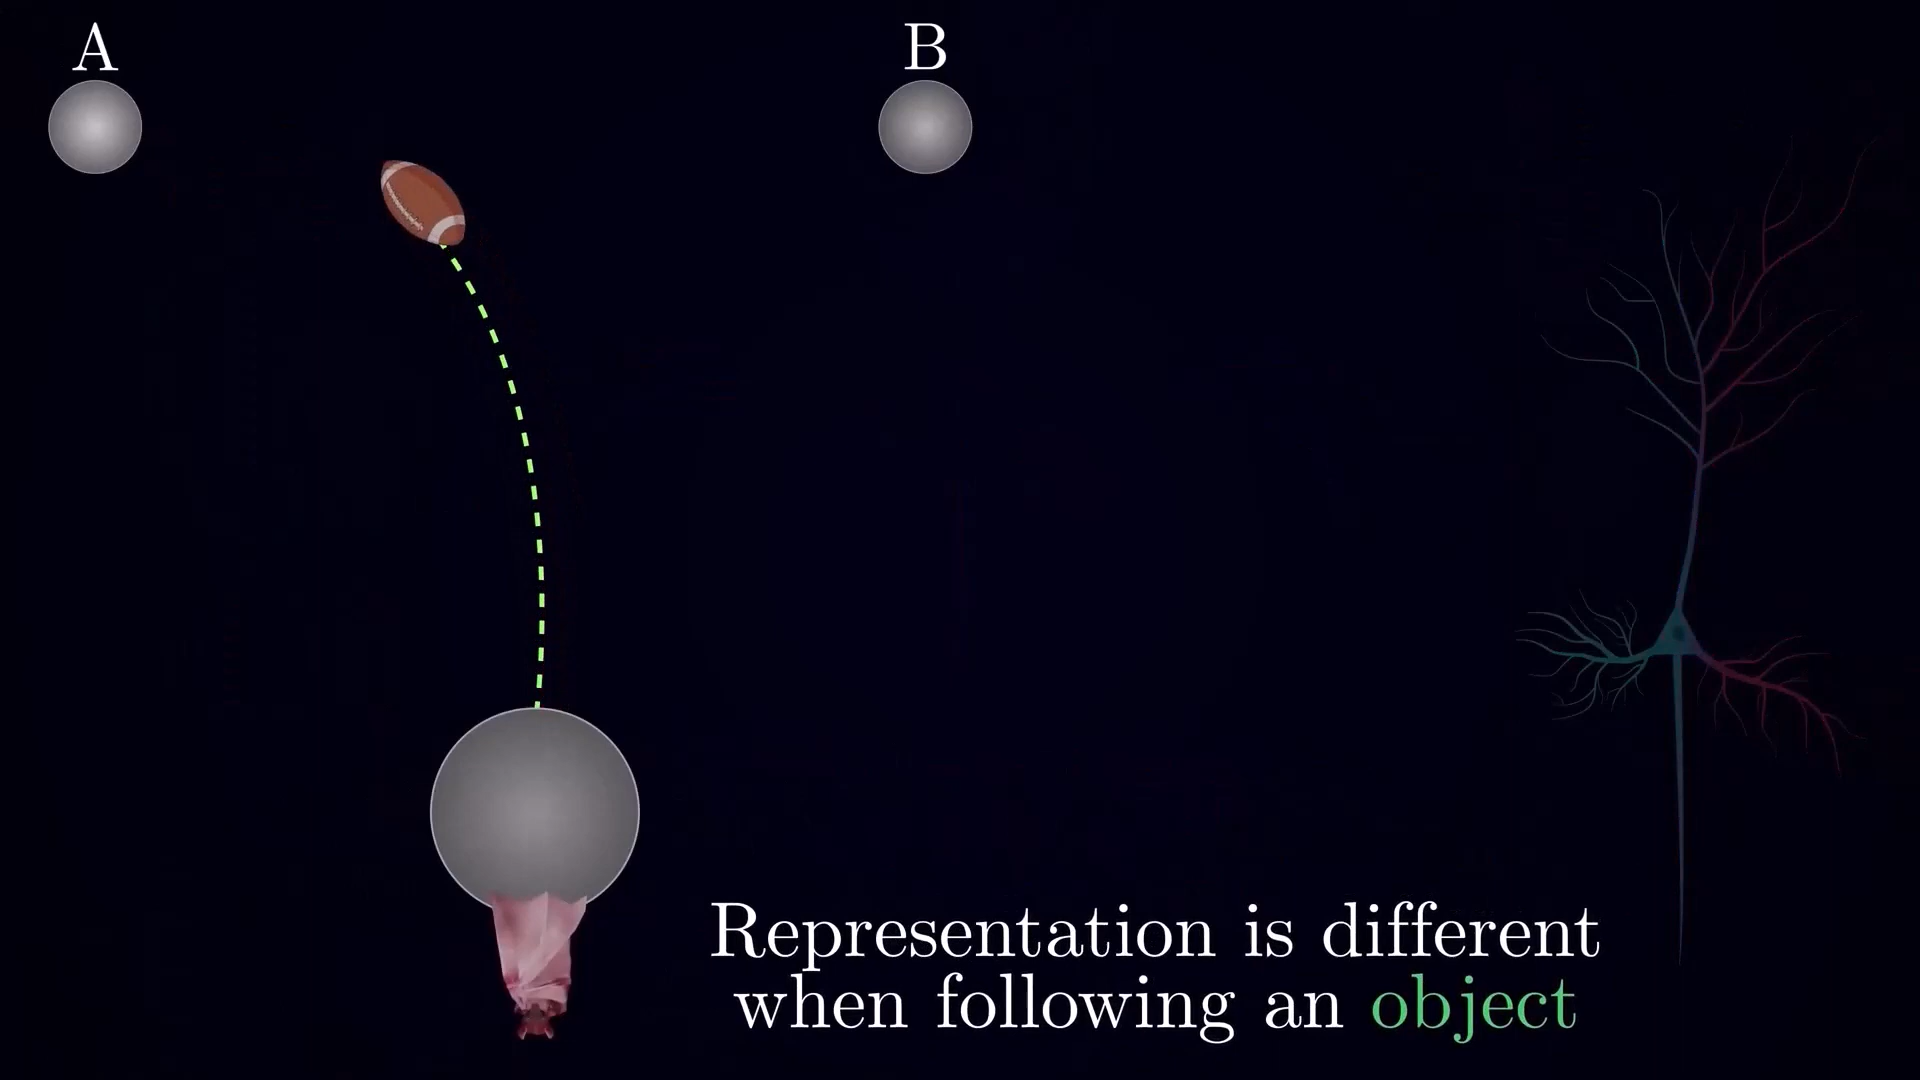 A
B
Representation is different
when following an object